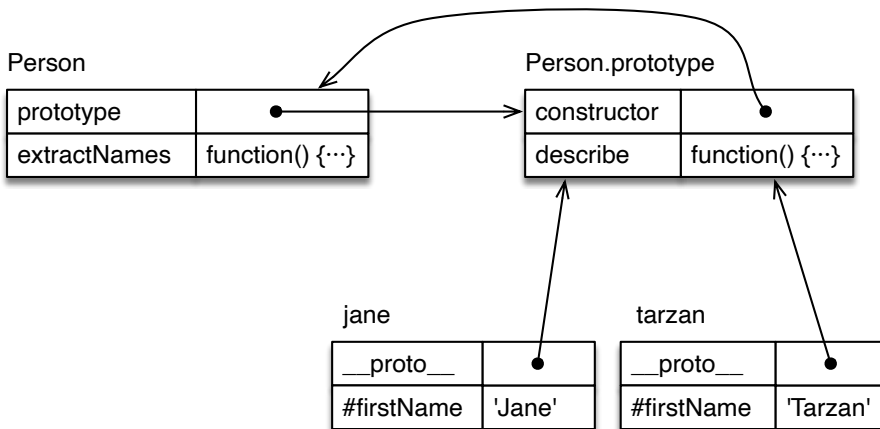 Person
prototype
extractNames function() {···}
Person.prototype
constructor
describe function() {···}
jane
__proto__
#firstName 'Jane'
tarzan
__proto__
#firstName 'Tarzan'